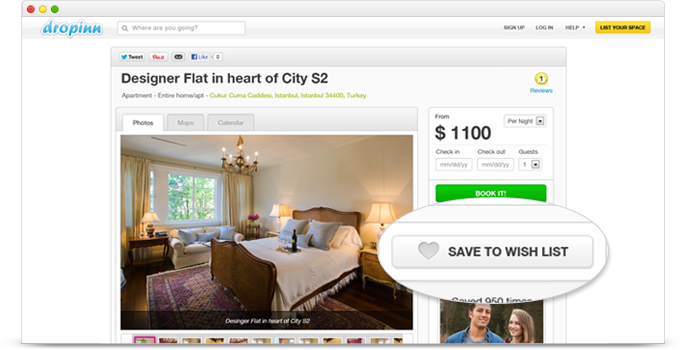 dropinn
Where are you going?
SIGN UP LOG IN HELP LIST YOUR SPACE
Tweet Pin it Like 0
Designer Flat in heart of City S2
1
Reviews
Apartment - Entire home/apt - Cukur Cuma Caddesi, Istanbul, Istanbul 34400, Turkey
Photos Maps Calendar
From
$ 1100
Per Night
Check in Check out Guests
mm/dd/yy mm/dd/yy 1
BOOK IT!
SAVE TO WISH LIST
Saved 950 times
Desinger Flat in heart of City S2